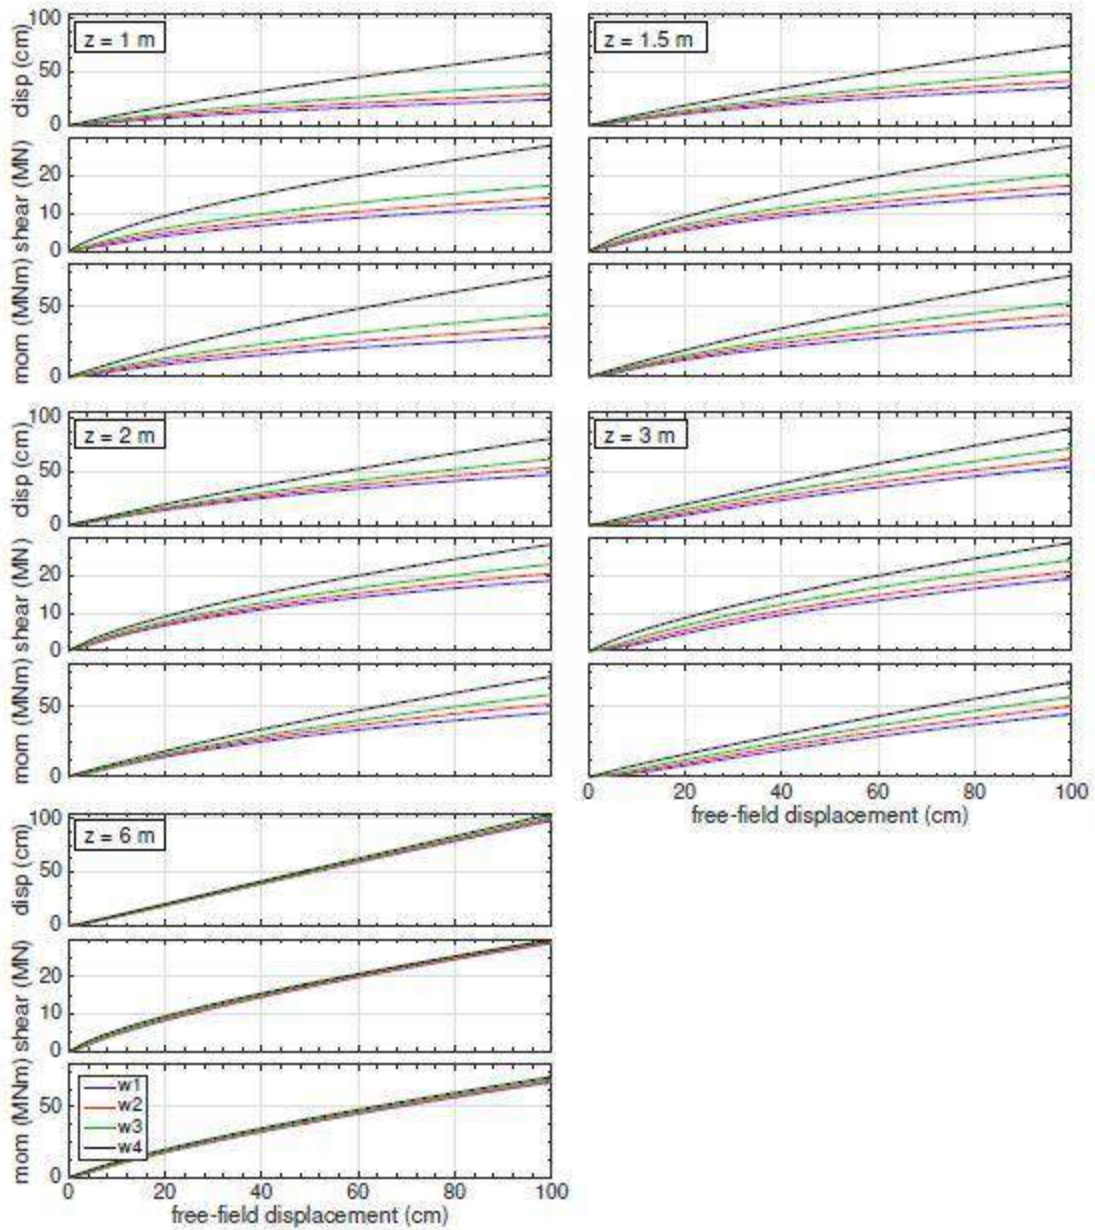 z = 1 m
disp (cm)
100
50
0
shear (MN)
20
10
0
mom (MNm)
50
0
z = 1.5 m
z = 2 m
disp (cm)
100
50
0
shear (MN)
20
10
0
mom (MNm)
50
0
z = 3 m
0 20 40 60 80 100
free-field displacement (cm)
z = 6 m
disp (cm)
100
50
0
shear (MN)
20
10
0
mom (MNm)
50
0
w1
w2
w3
w4
0 20 40 60 80 100
free-field displacement (cm)